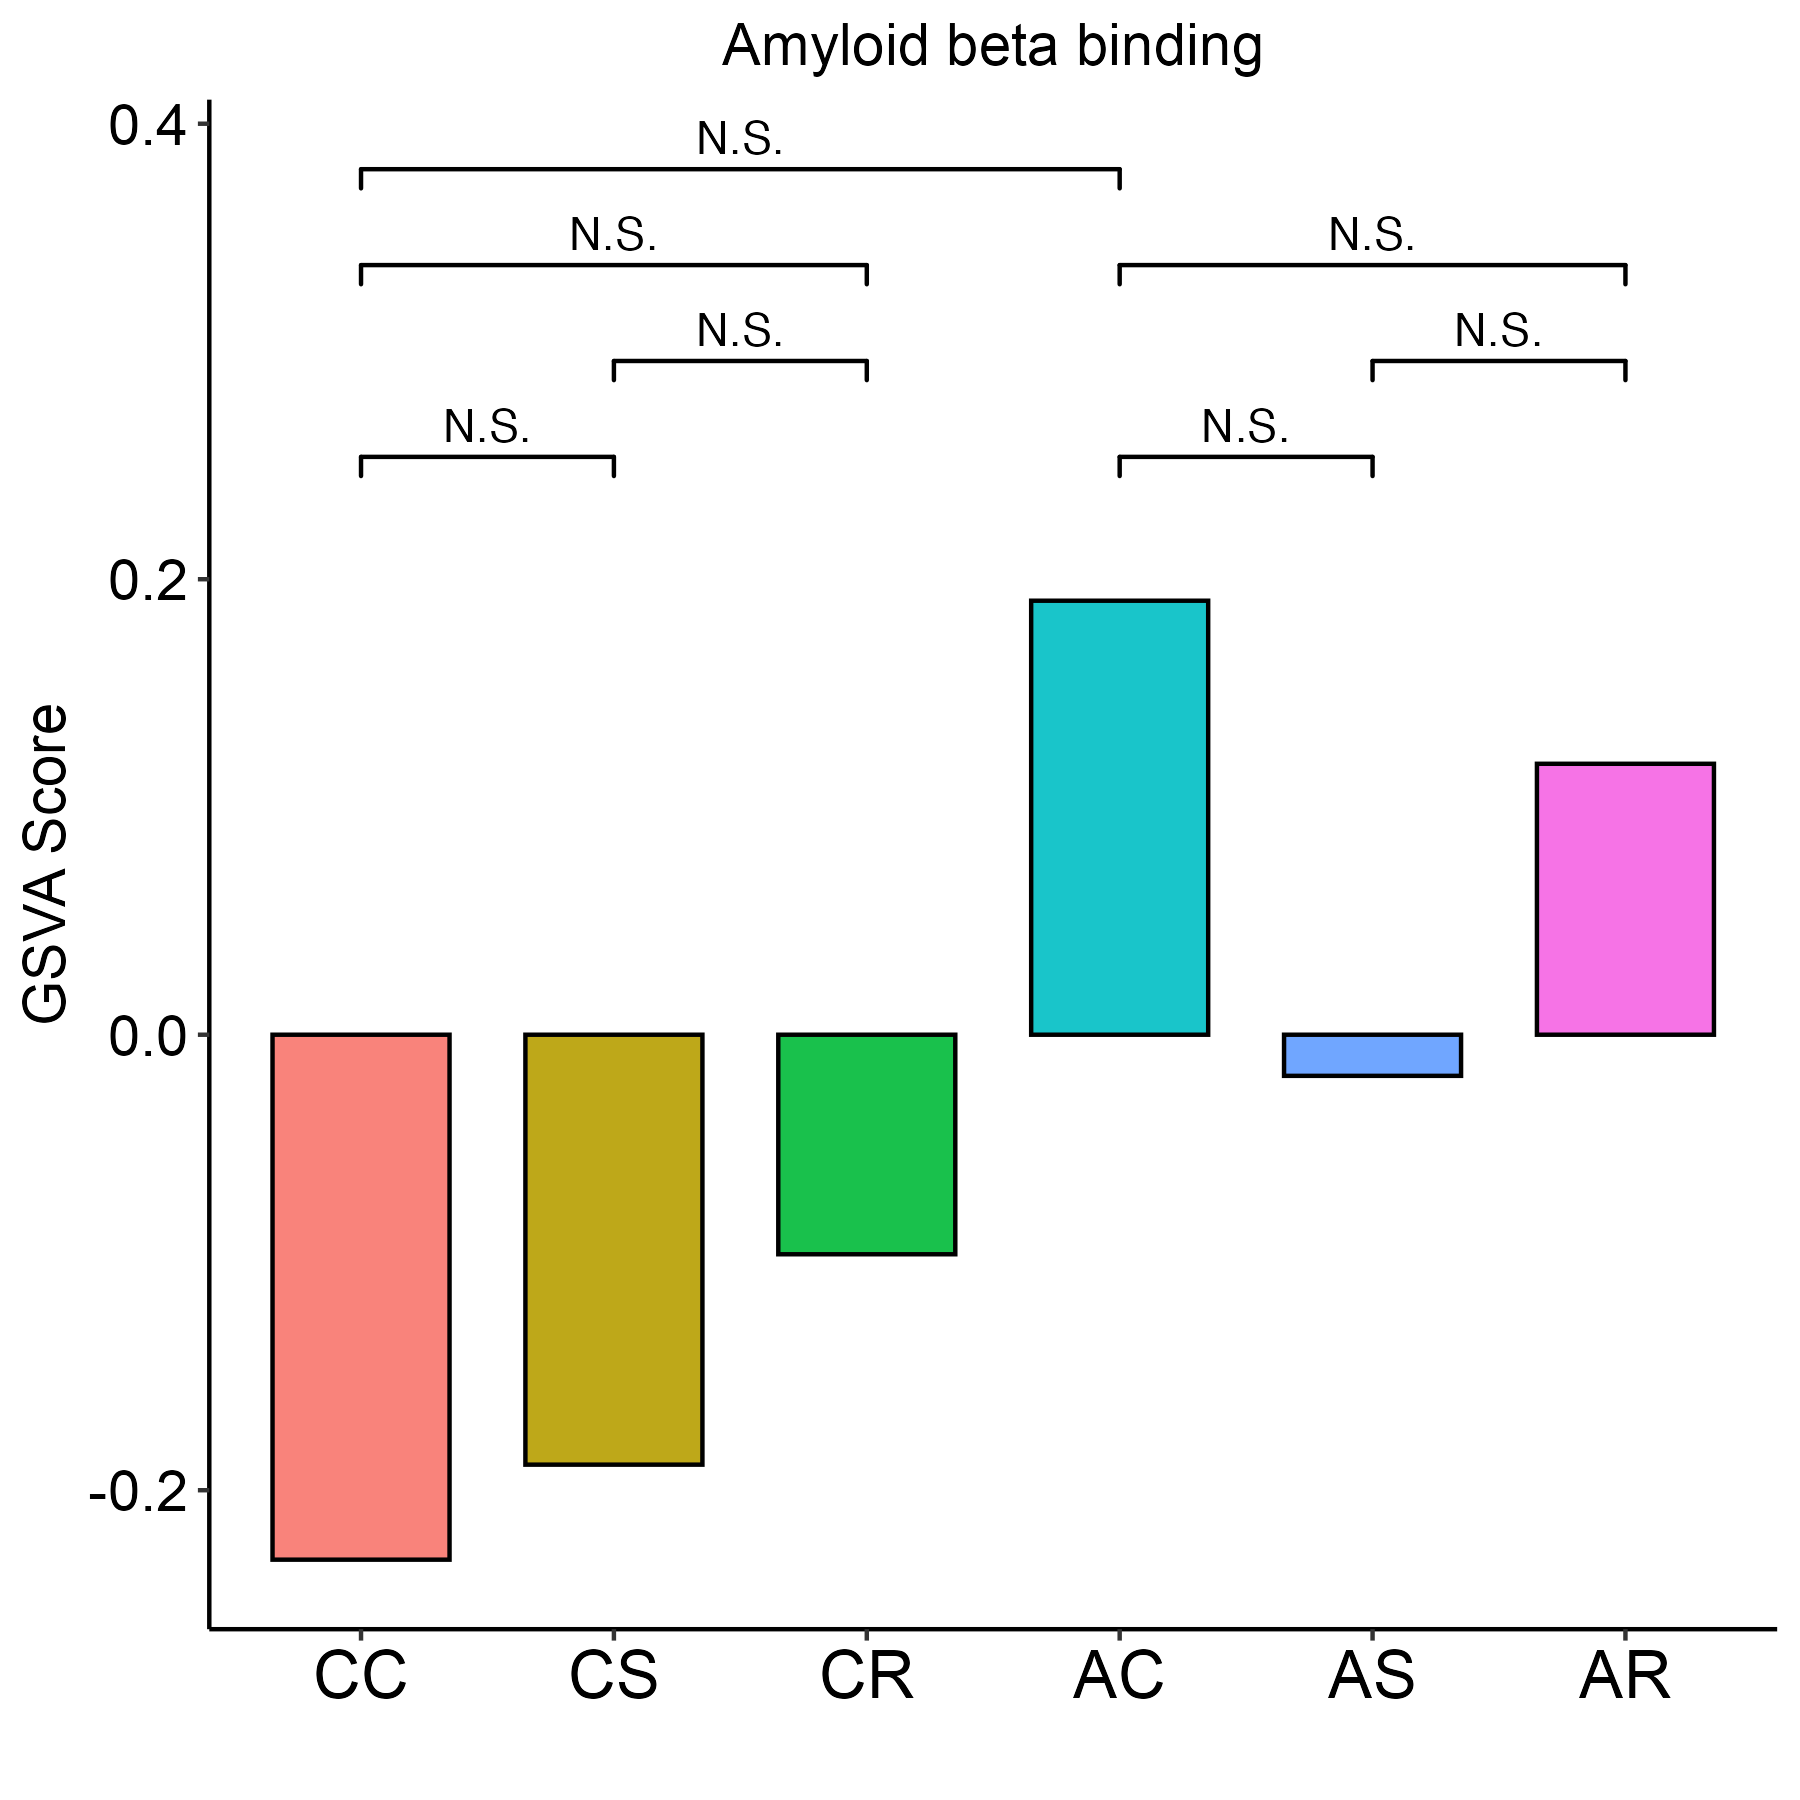 Amyloid beta binding
0.4
N.S.
N.S.
N.S.
N.S.
N.S.
N.S.
N.S.
0.2
0.0
-0.2
GSVA Score
CC
CS
CR
AC
AS
AR